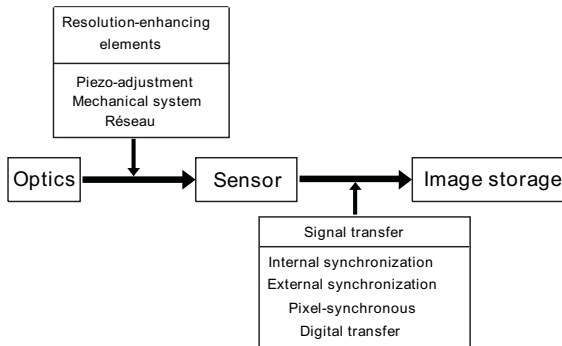 Resolution-enhancing
elements
Piezo-adjustment
Mechanical system
Réseau
Optics
Sensor
Image storage
Signal transfer
Internal synchronization
External synchronization
Pixel-synchronous
Digital transfer